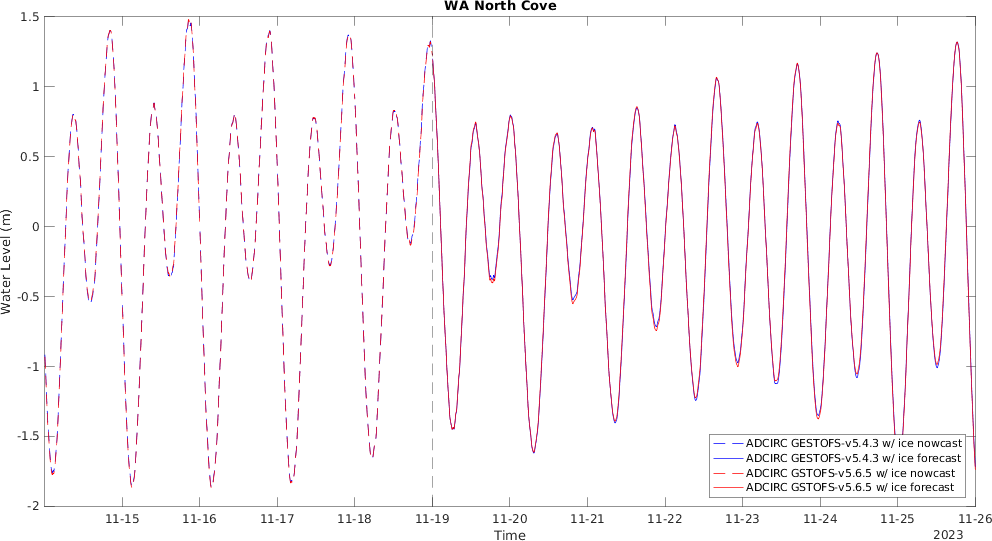 WA North Cove
1.5
1
0.5
0
-0.5
-1
-1.5
-2
Water Level (m)
ADCIRC GESTOFS-v5.4.3 w/ ice nowcast
ADCIRC GESTOFS-v5.4.3 w/ ice forecast
ADCIRC GSTOFS-v5.6.5 w/ ice nowcast
ADCIRC GSTOFS-v5.6.5 w/ ice forecast
11-15 11-16 11-17 11-18 11-19 11-20 11-21 11-22 11-23 11-24 11-25 11-26
Time
2023